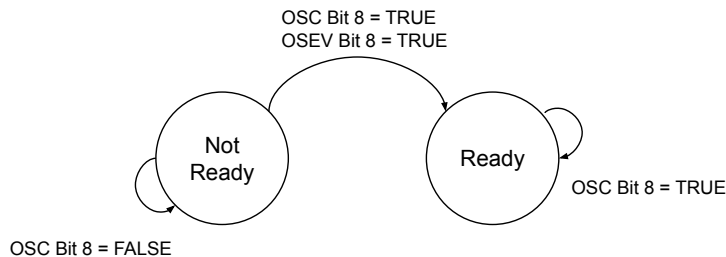 OSC Bit 8 = TRUE
OSEV Bit 8 = TRUE
Not
Ready
Ready
OSC Bit 8 = TRUE
OSC Bit 8 = FALSE